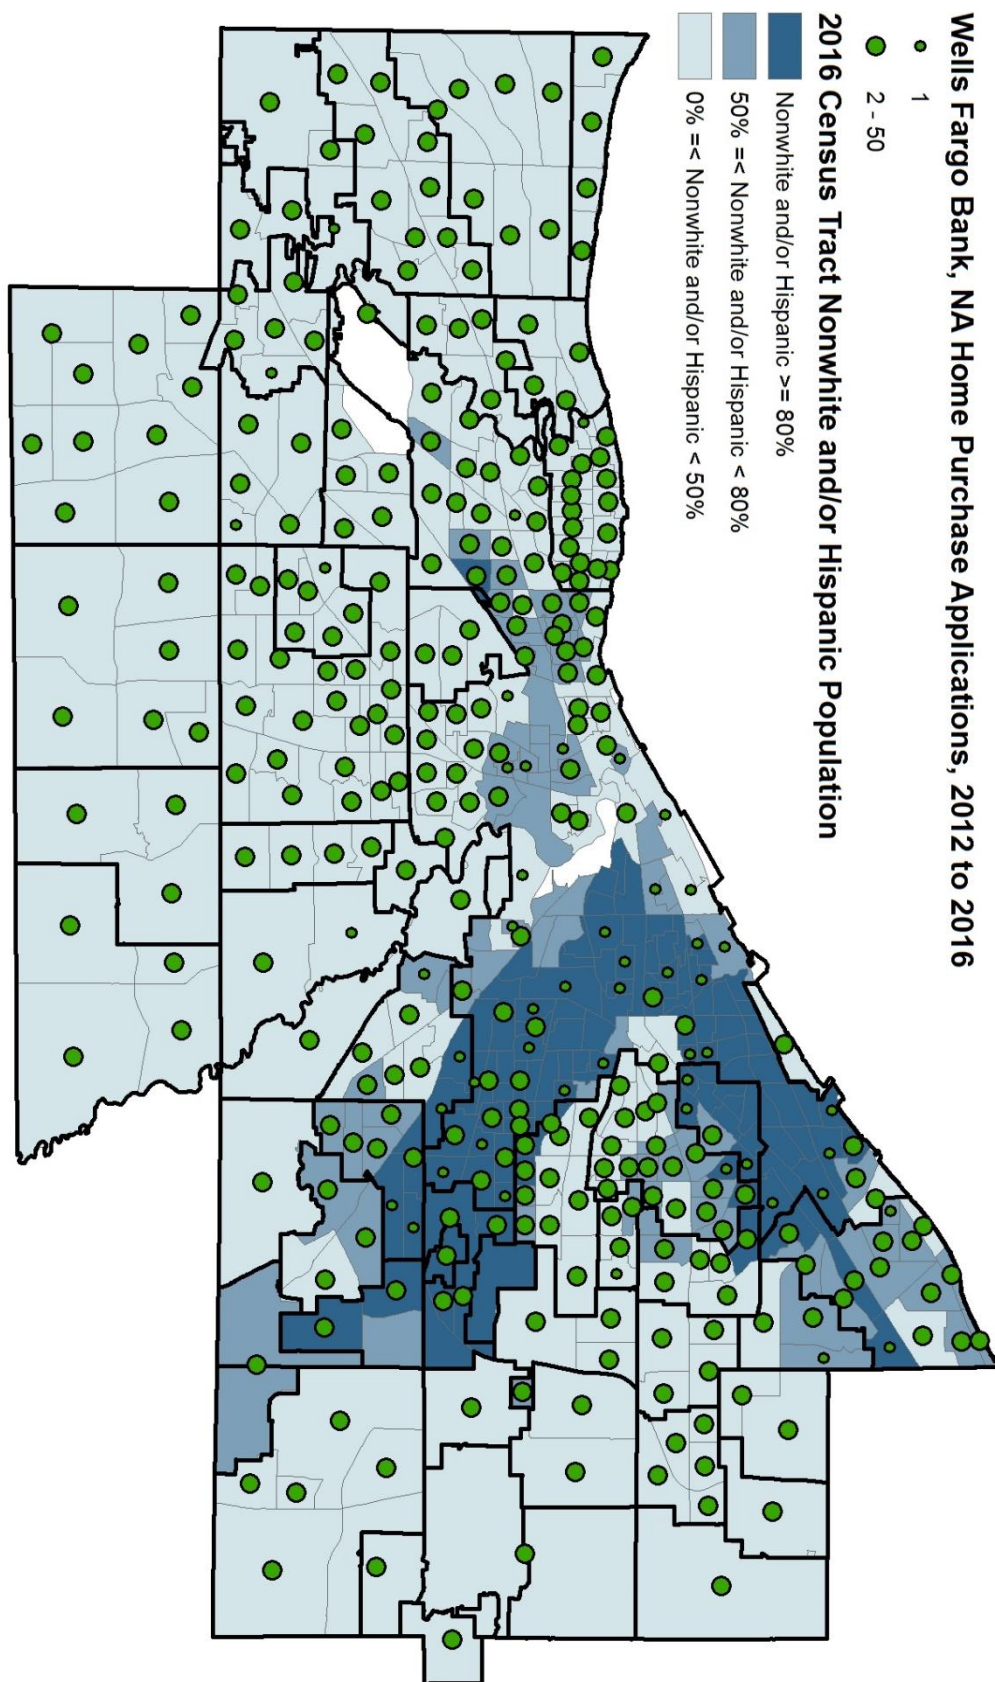 Wells Fargo Bank, NA Home Purchase Applications, 2012 to 2016
1
2 - 50
2016 Census Tract Nonwhite and/or Hispanic Population
Nonwhite and/or Hispanic >= 80%
50% =< Nonwhite and/or Hispanic < 80%
0% =< Nonwhite and/or Hispanic < 50%